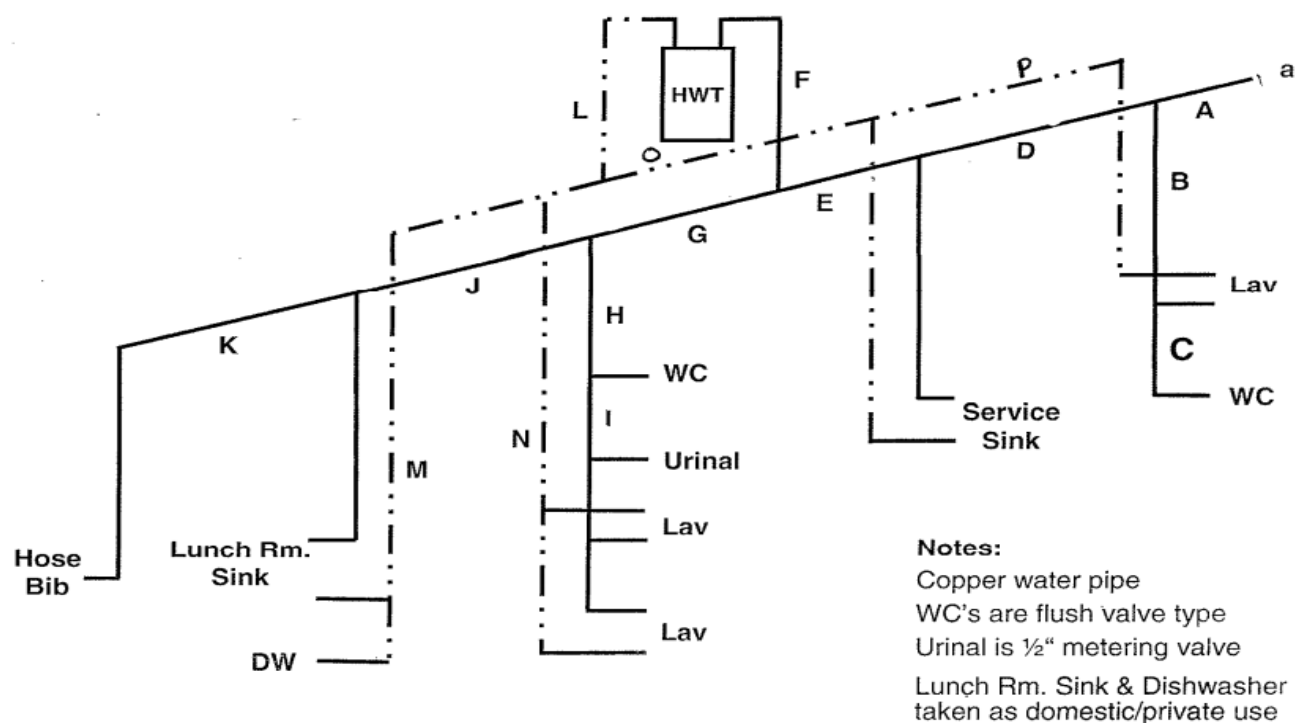 P
a
L
HWT
F
A
O
D
B
E
G
Lav
J
H
C
K
WC
WC
I
Service
Sink
N
Urinal
M
Lav
Hose
Bib
Lunch Rm.
Sink
Lav
DW
Notes:
Copper water pipe
WC's are flush valve type
Urinal is ½“ metering valve
Lunch Rm. Sink & Dishwasher
taken as domestic/private use